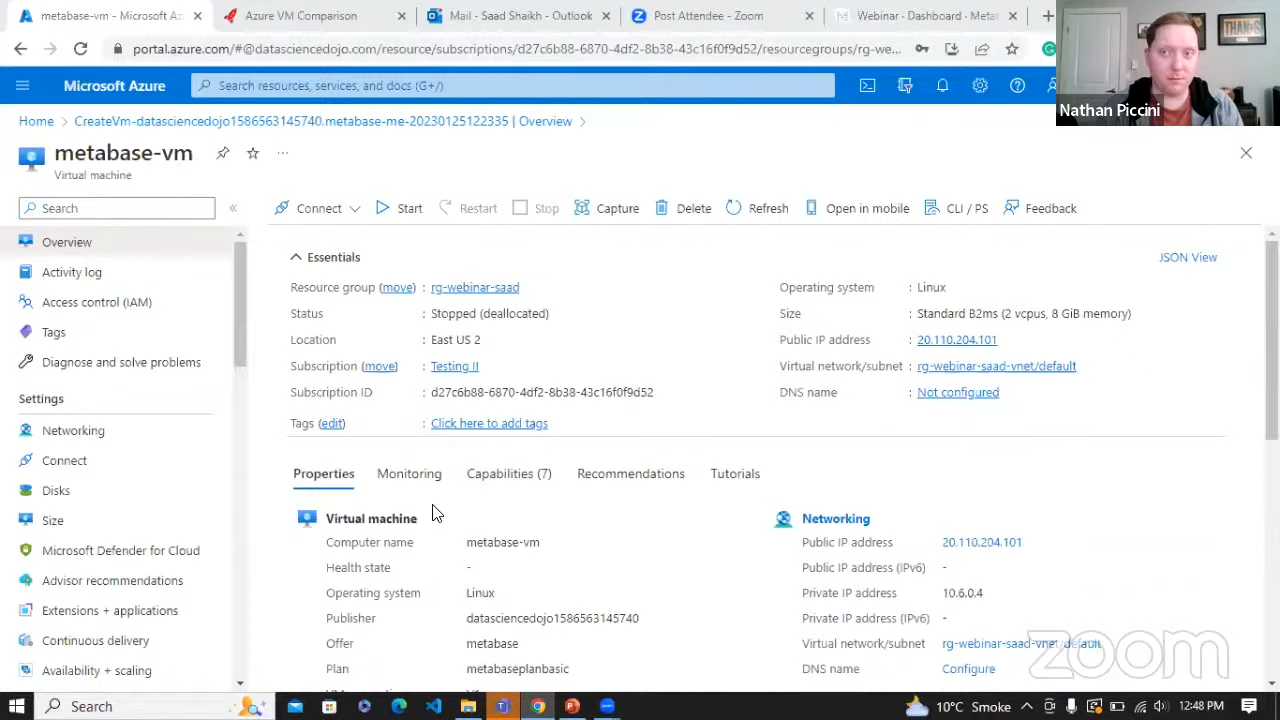 metabase-vm - Microsoft Az
Azure VM Comparison
Mail - Saad Shaikh - Outlook
Post Attendee - Zoom
Webinar - Dashboard - Meta
portal.azure.com/#@datasciencedojo.com/resource/subscriptions/d27c6b88-6870-4df2-8b38-43c16f0f9d52/resourcegroups/rg-we...
Microsoft Azure
Search resources, services, and docs (G+/)
THANKS
Nathan Piccini
Home > CreateVm-datasciencedojo1586563145740.metabase-me-20230125122335 | Overview >
metabase-vm
...
Virtual machine
Search
«
Connect
Start
Restart
Stop
Capture
Delete
Refresh
Open in mobile
CLI / PS
Feedback
Overview
Activity log
Access control (IAM)
Tags
Diagnose and solve problems
Settings
Networking
Connect
Disks
Size
Microsoft Defender for Cloud
Advisor recommendations
Extensions + applications
Continuous delivery
Availability + scaling
Essentials
JSON View
Resource group (move) : rg-webinar-saad
Status : Stopped (deallocated)
Location : East US 2
Subscription (move) : Testing II
Subscription ID : d27c6b88-6870-4df2-8b38-43c16f0f9d52
Tags (edit) : Click here to add tags
Operating system : Linux
Size : Standard B2ms (2 vcpus, 8 GiB memory)
Public IP address : 20.110.204.101
Virtual network/subnet : rg-webinar-saad-vnet/default
DNS name : Not configured
Properties
Monitoring
Capabilities (7)
Recommendations
Tutorials
Virtual machine
Computer name metabase-vm
Health state -
Operating system Linux
Publisher datasciencedojo1586563145740
Offer metabase
Plan metabaseplanbasic
Networking
Public IP address 20.110.204.101
Public IP address (IPv6) -
Private IP address 10.6.0.4
Private IP address (IPv6) -
Virtual network/subnet rg-webinar-saad-vnet/default
DNS name Configure
zoom
Search
10°C Smoke
12:48 PM